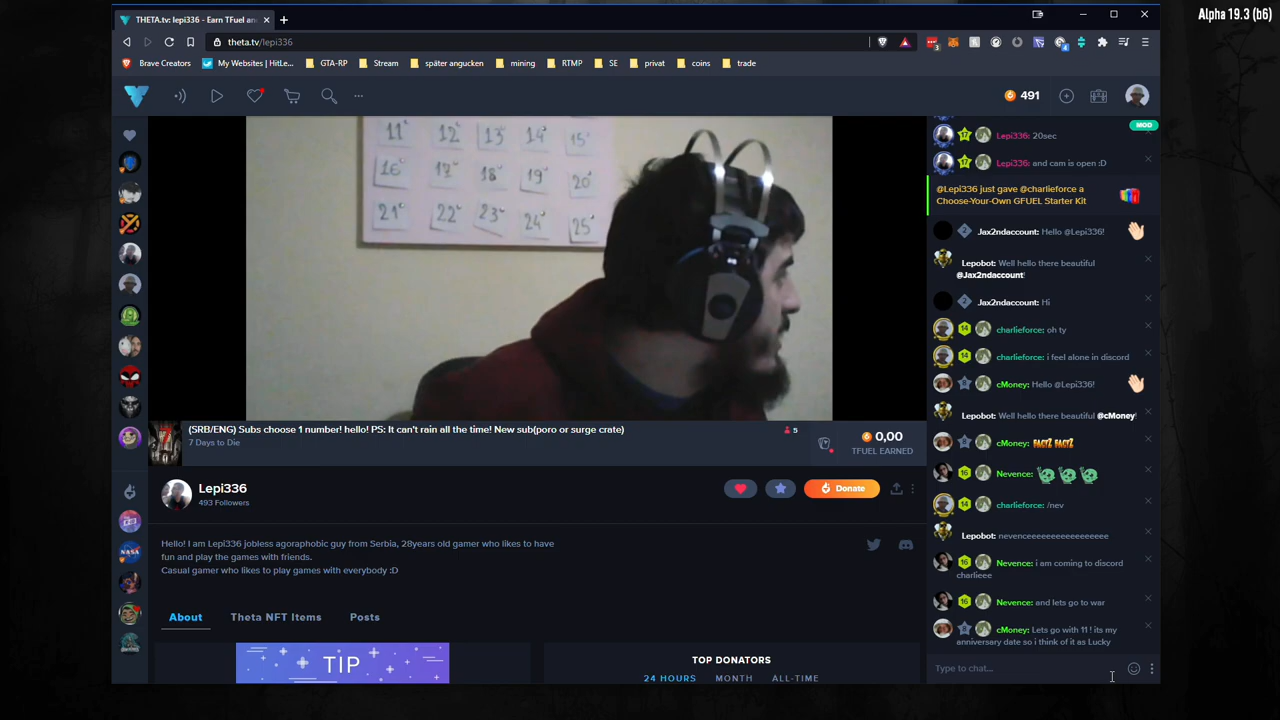 Alpha 19.3 (b6)
THETA.tv: lepi336 - Earn TFuel an
theta.tv/lepi336
Brave Creators
My Websites | HitLe...
GTA-RP
Stream
später angucken
mining
RTMP
SE
privat
coins
trade
491
MOD
11
12
13
14
15
16
17
18
19
20
21
22
23
24
25
Lepi336: 20sec
Lepi336: and cam is open :D
@Lepi336 just gave @charlieforce a
Choose-Your-Own GFUEL Starter Kit
Jax2ndaccount: Hello @Lepi336!
Lepobot: Well hello there beautiful
@Jax2ndaccount!
Jax2ndaccount: Hi
charlieforce: oh ty
charlieforce: i feel alone in discord
cMoney: Hello @Lepi336!
Lepobot: Well hello there beautiful @cMoney!
cMoney: FACTZ FACTZ
Nevence:
charlieforce: /nev
Lepobot: nevenceeeeeeeeeeeeeeeee
Nevence: i am coming to discord
charlieee
Nevence: and lets go to war
cMoney: Lets go with 11 ! its my
anniversary date so i think of it as Lucky
Type to chat...
(SRB/ENG) Subs choose 1 number! hello! PS: It can't rain all the time! New sub(poro or surge crate)
7 Days to Die
5
0,00
TFUEL EARNED
Lepi336
493 Followers
Donate
Hello! I am Lepi336 jobless agoraphobic guy from Serbia, 28years old gamer who likes to have
fun and play the games with friends.
Casual gamer who likes to play games with everybody :D
About
Theta NFT Items
Posts
TIP
TOP DONATORS
24 HOURS
MONTH
ALL-TIME